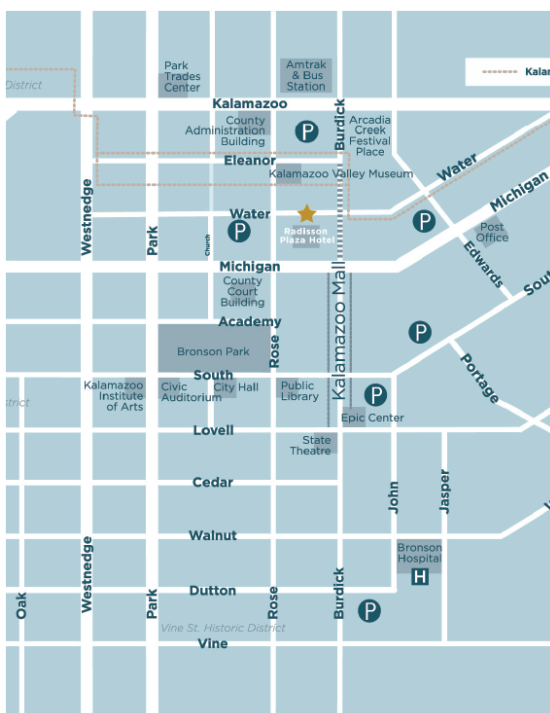 Park
Trades
Center
Amtrak
& Bus
Station
District
Kalar
Kalamazoo
County
Administration
Building
P
Burdick
Arcadia
Creek
Festival
Place
Eleanor
Kalamazoo Valley Museum
Water
Michigan
Westnedge
Park
Church
Water
P
Radisson
Plaza Hotel
P
Post
Office
Edwards
Michigan
County
Court
Building
Kalamazoo Mall
South
Academy
Rose
P
Bronson Park
South
Portage
Kalamazoo
Institute
of Arts
Civic
Auditorium
City Hall
Public
Library
P
strict
Epic Center
Lovell
State
Theatre
Cedar
John
Jasper
Walnut
Bronson
Hospital
H
Oak
Westnedge
Park
Dutton
Rose
Burdick
P
Vine St. Historic District
Vine